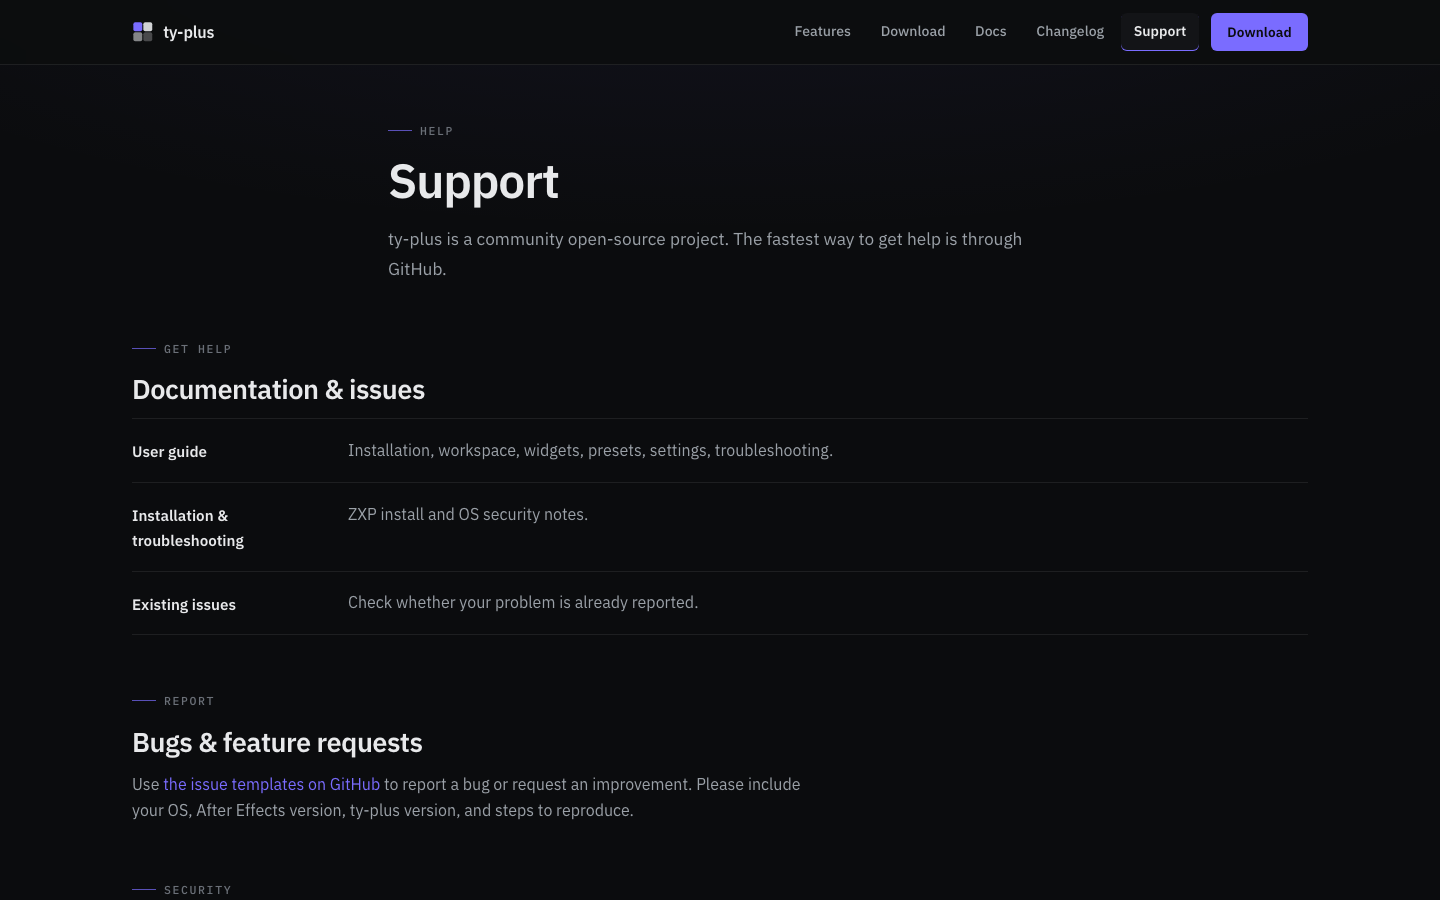 ty-plus
Features
Download
Docs
Changelog
Support
Download
HELP
Support
ty-plus is a community open-source project. The fastest way to get help is through
GitHub.
GET HELP
Documentation & issues
User guide
Installation, workspace, widgets, presets, settings, troubleshooting.
Installation &
troubleshooting
ZXP install and OS security notes.
Existing issues
Check whether your problem is already reported.
REPORT
Bugs & feature requests
Use the issue templates on GitHub to report a bug or request an improvement. Please include
your OS, After Effects version, ty-plus version, and steps to reproduce.
SECURITY